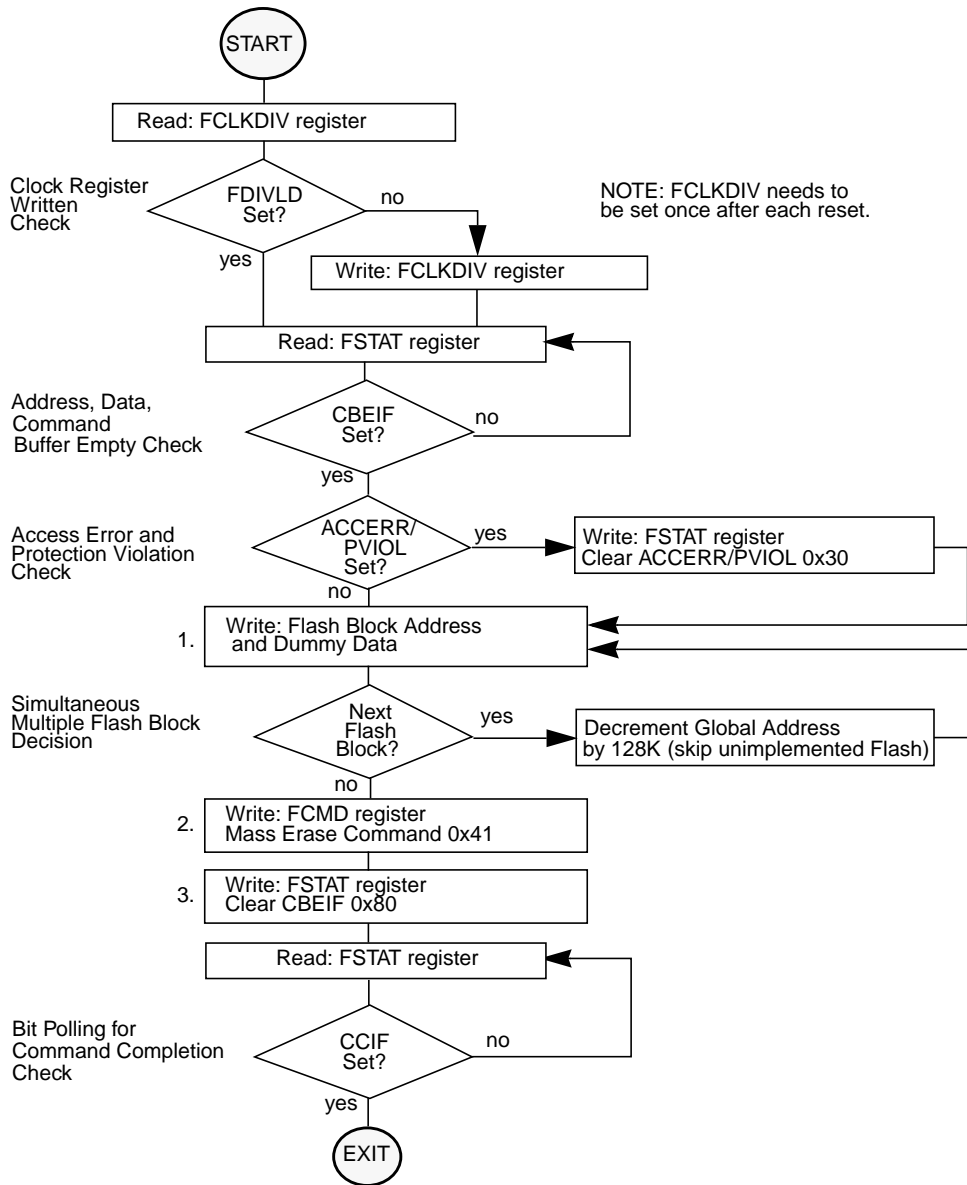 START
Read: FCLKDIV register
Clock Register
Written
Check
FDIVLD
Set?
no
NOTE: FCLKDIV needs to
be set once after each reset.
yes
Write: FCLKDIV register
Read: FSTAT register
Address, Data,
Command
Buffer Empty Check
CBEIF
Set?
no
yes
Access Error and
Protection Violation
Check
ACCERR/
PVIOL
Set?
yes
Write: FSTAT register
Clear ACCERR/PVIOL 0x30
no
1.
Write: Flash Block Address
and Dummy Data
Simultaneous
Multiple Flash Block
Decision
Next
Flash
Block?
yes
Decrement Global Address
by 128K (skip unimplemented Flash)
no
2.
Write: FCMD register
Mass Erase Command 0x41
3.
Write: FSTAT register
Clear CBEIF 0x80
Read: FSTAT register
Bit Polling for
Command Completion
Check
CCIF
Set?
no
yes
EXIT